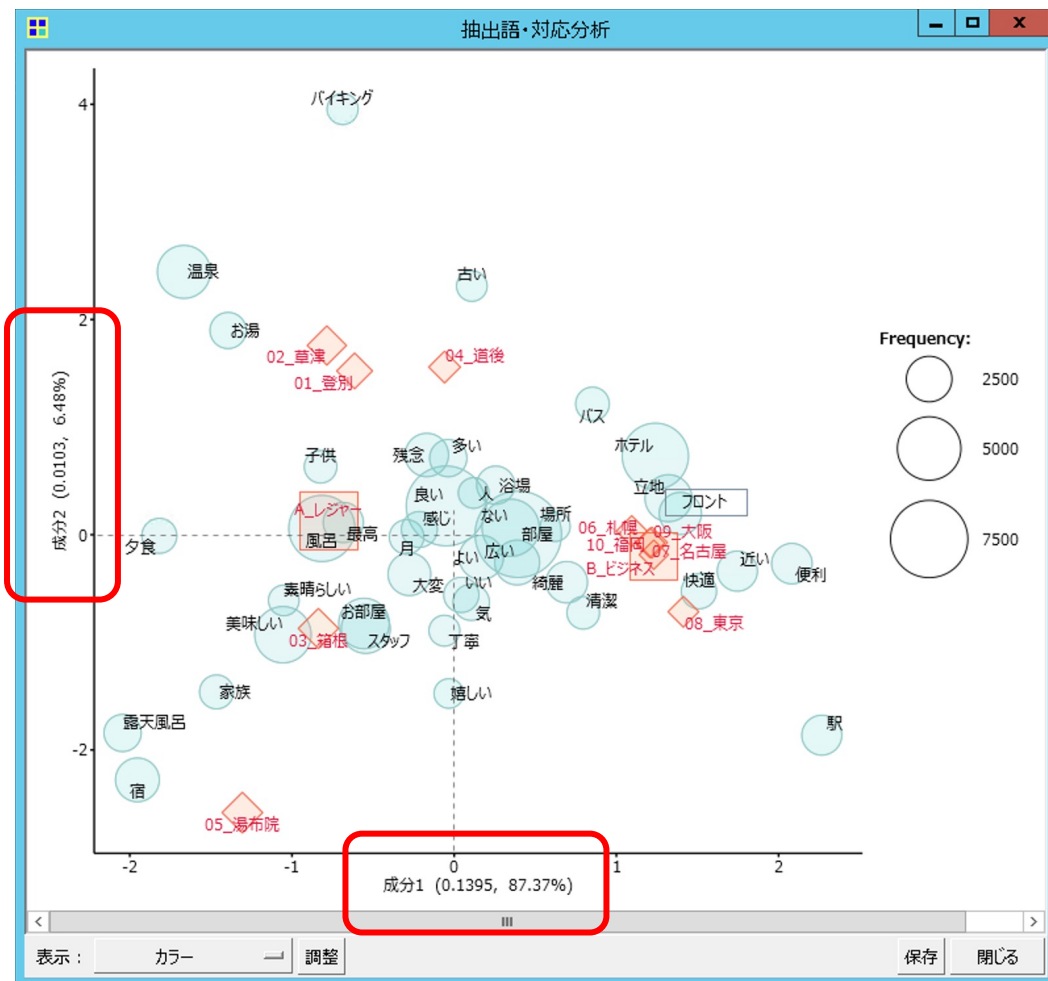 抽出語・対応分析
4
2
0
-2
成分2 (0.0103, 6.48%)
バイキング
温泉
古い
お湯
02_草津
04_道後
01_登別
バス
子供
残念
多い
ホテル
良い
人
浴場
立地
フロント
A_レジャー
感じ
ない
場所
06_札幌
09_大阪
夕食
風呂
最高
月
部屋
10_福岡
07_名古屋
よい
広い
B_ビジネス
近い
便利
素晴らしい
大変
いい
綺麗
快適
美味しい
お部屋
気
清潔
03_箱根
スタッフ
丁寧
08_東京
家族
嬉しい
露天風呂
駅
宿
05_湯布院
-2
-1
0
1
2
成分1 (0.1395, 87.37%)
Frequency:
2500
5000
7500
表示:
カラー
調整
保存
閉じる